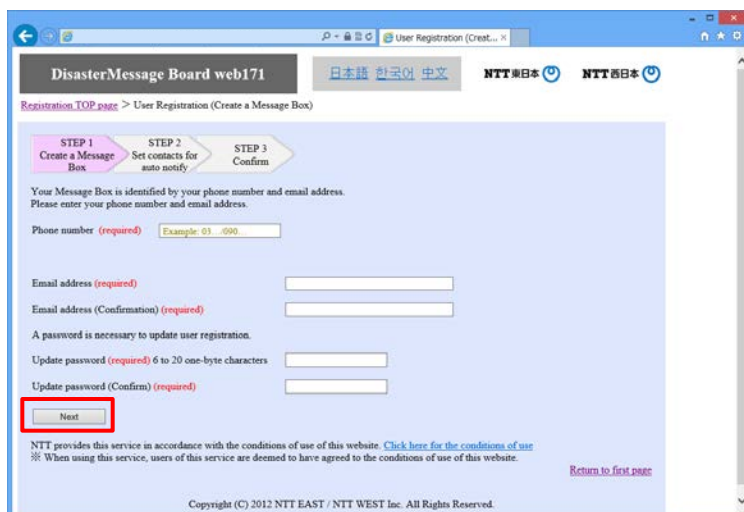 User Registration (Creat... ×
DisasterMessage Board web171
日本語 한국어 中文
NTT東日本
NTT西日本
Registration TOP page > User Registration (Create a Message Box)
STEP 1
Create a Message
Box
STEP 2
Set contacts for
auto notify
STEP 3
Confirm
Your Message Box is identified by your phone number and email address.
Please enter your phone number and email address.
Phone number (required) Example: 03…/090…
Email address (required)
Email address (Confirmation) (required)
A password is necessary to update user registration.
Update password (required) 6 to 20 one-byte characters
Update password (Confirm) (required)
Next
NTT provides this service in accordance with the conditions of use of this website. Click here for the conditions of use
※ When using this service, users of this service are deemed to have agreed to the conditions of use of this website.
Return to first page
Copyright (C) 2012 NTT EAST / NTT WEST Inc. All Rights Reserved.